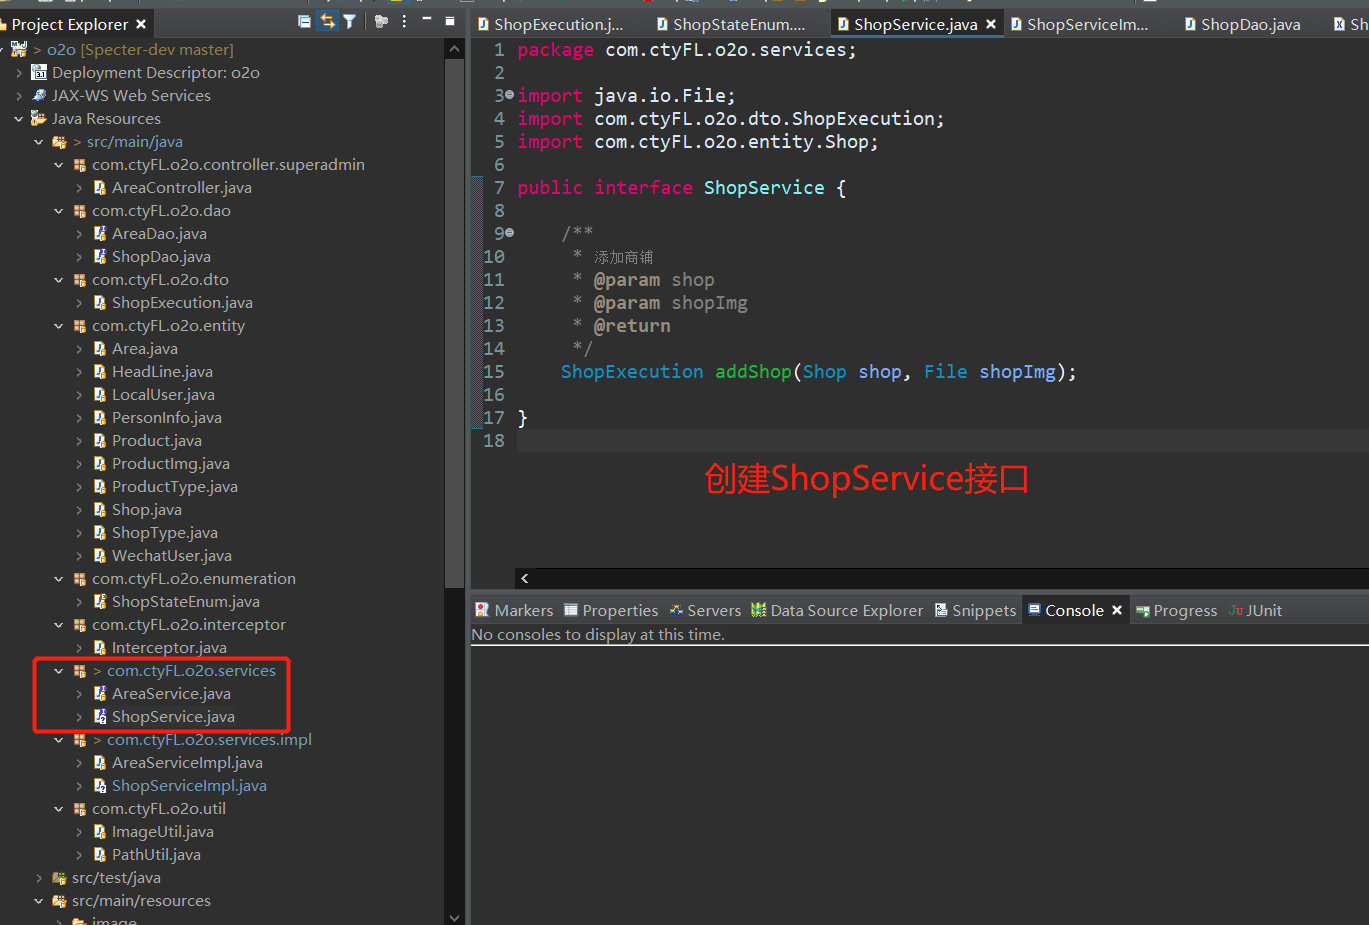 Project Explorer
> o2o [Specter-dev master]
Deployment Descriptor: o2o
JAX-WS Web Services
Java Resources
> src/main/java
com.ctyFL.o2o.controller.superadmin
AreaController.java
com.ctyFL.o2o.dao
AreaDao.java
ShopDao.java
com.ctyFL.o2o.dto
ShopExecution.java
com.ctyFL.o2o.entity
Area.java
HeadLine.java
LocalUser.java
PersonInfo.java
Product.java
ProductImg.java
ProductType.java
Shop.java
ShopType.java
WechatUser.java
com.ctyFL.o2o.enumeration
ShopStateEnum.java
com.ctyFL.o2o.interceptor
Interceptor.java
> com.ctyFL.o2o.services
AreaService.java
ShopService.java
> com.ctyFL.o2o.services.impl
AreaServiceImpl.java
ShopServiceImpl.java
com.ctyFL.o2o.util
ImageUtil.java
PathUtil.java
src/test/java
src/main/resources
image
ShopExecution.j... ShopStateEnum.... ShopService.java ShopServiceIm... ShopDao.java Sh
1 package com.ctyFL.o2o.services;
2
3 import java.io.File;
4 import com.ctyFL.o2o.dto.ShopExecution;
5 import com.ctyFL.o2o.entity.Shop;
6
7 public interface ShopService {
8
9 /**
10 * 添加商铺
11 * @param shop
12 * @param shopImg
13 * @return
14 */
15 ShopExecution addShop(Shop shop, File shopImg);
16
17 }
18
创建ShopService接口
Markers Properties Servers Data Source Explorer Snippets Console Progress JUnit
No consoles to display at this time.